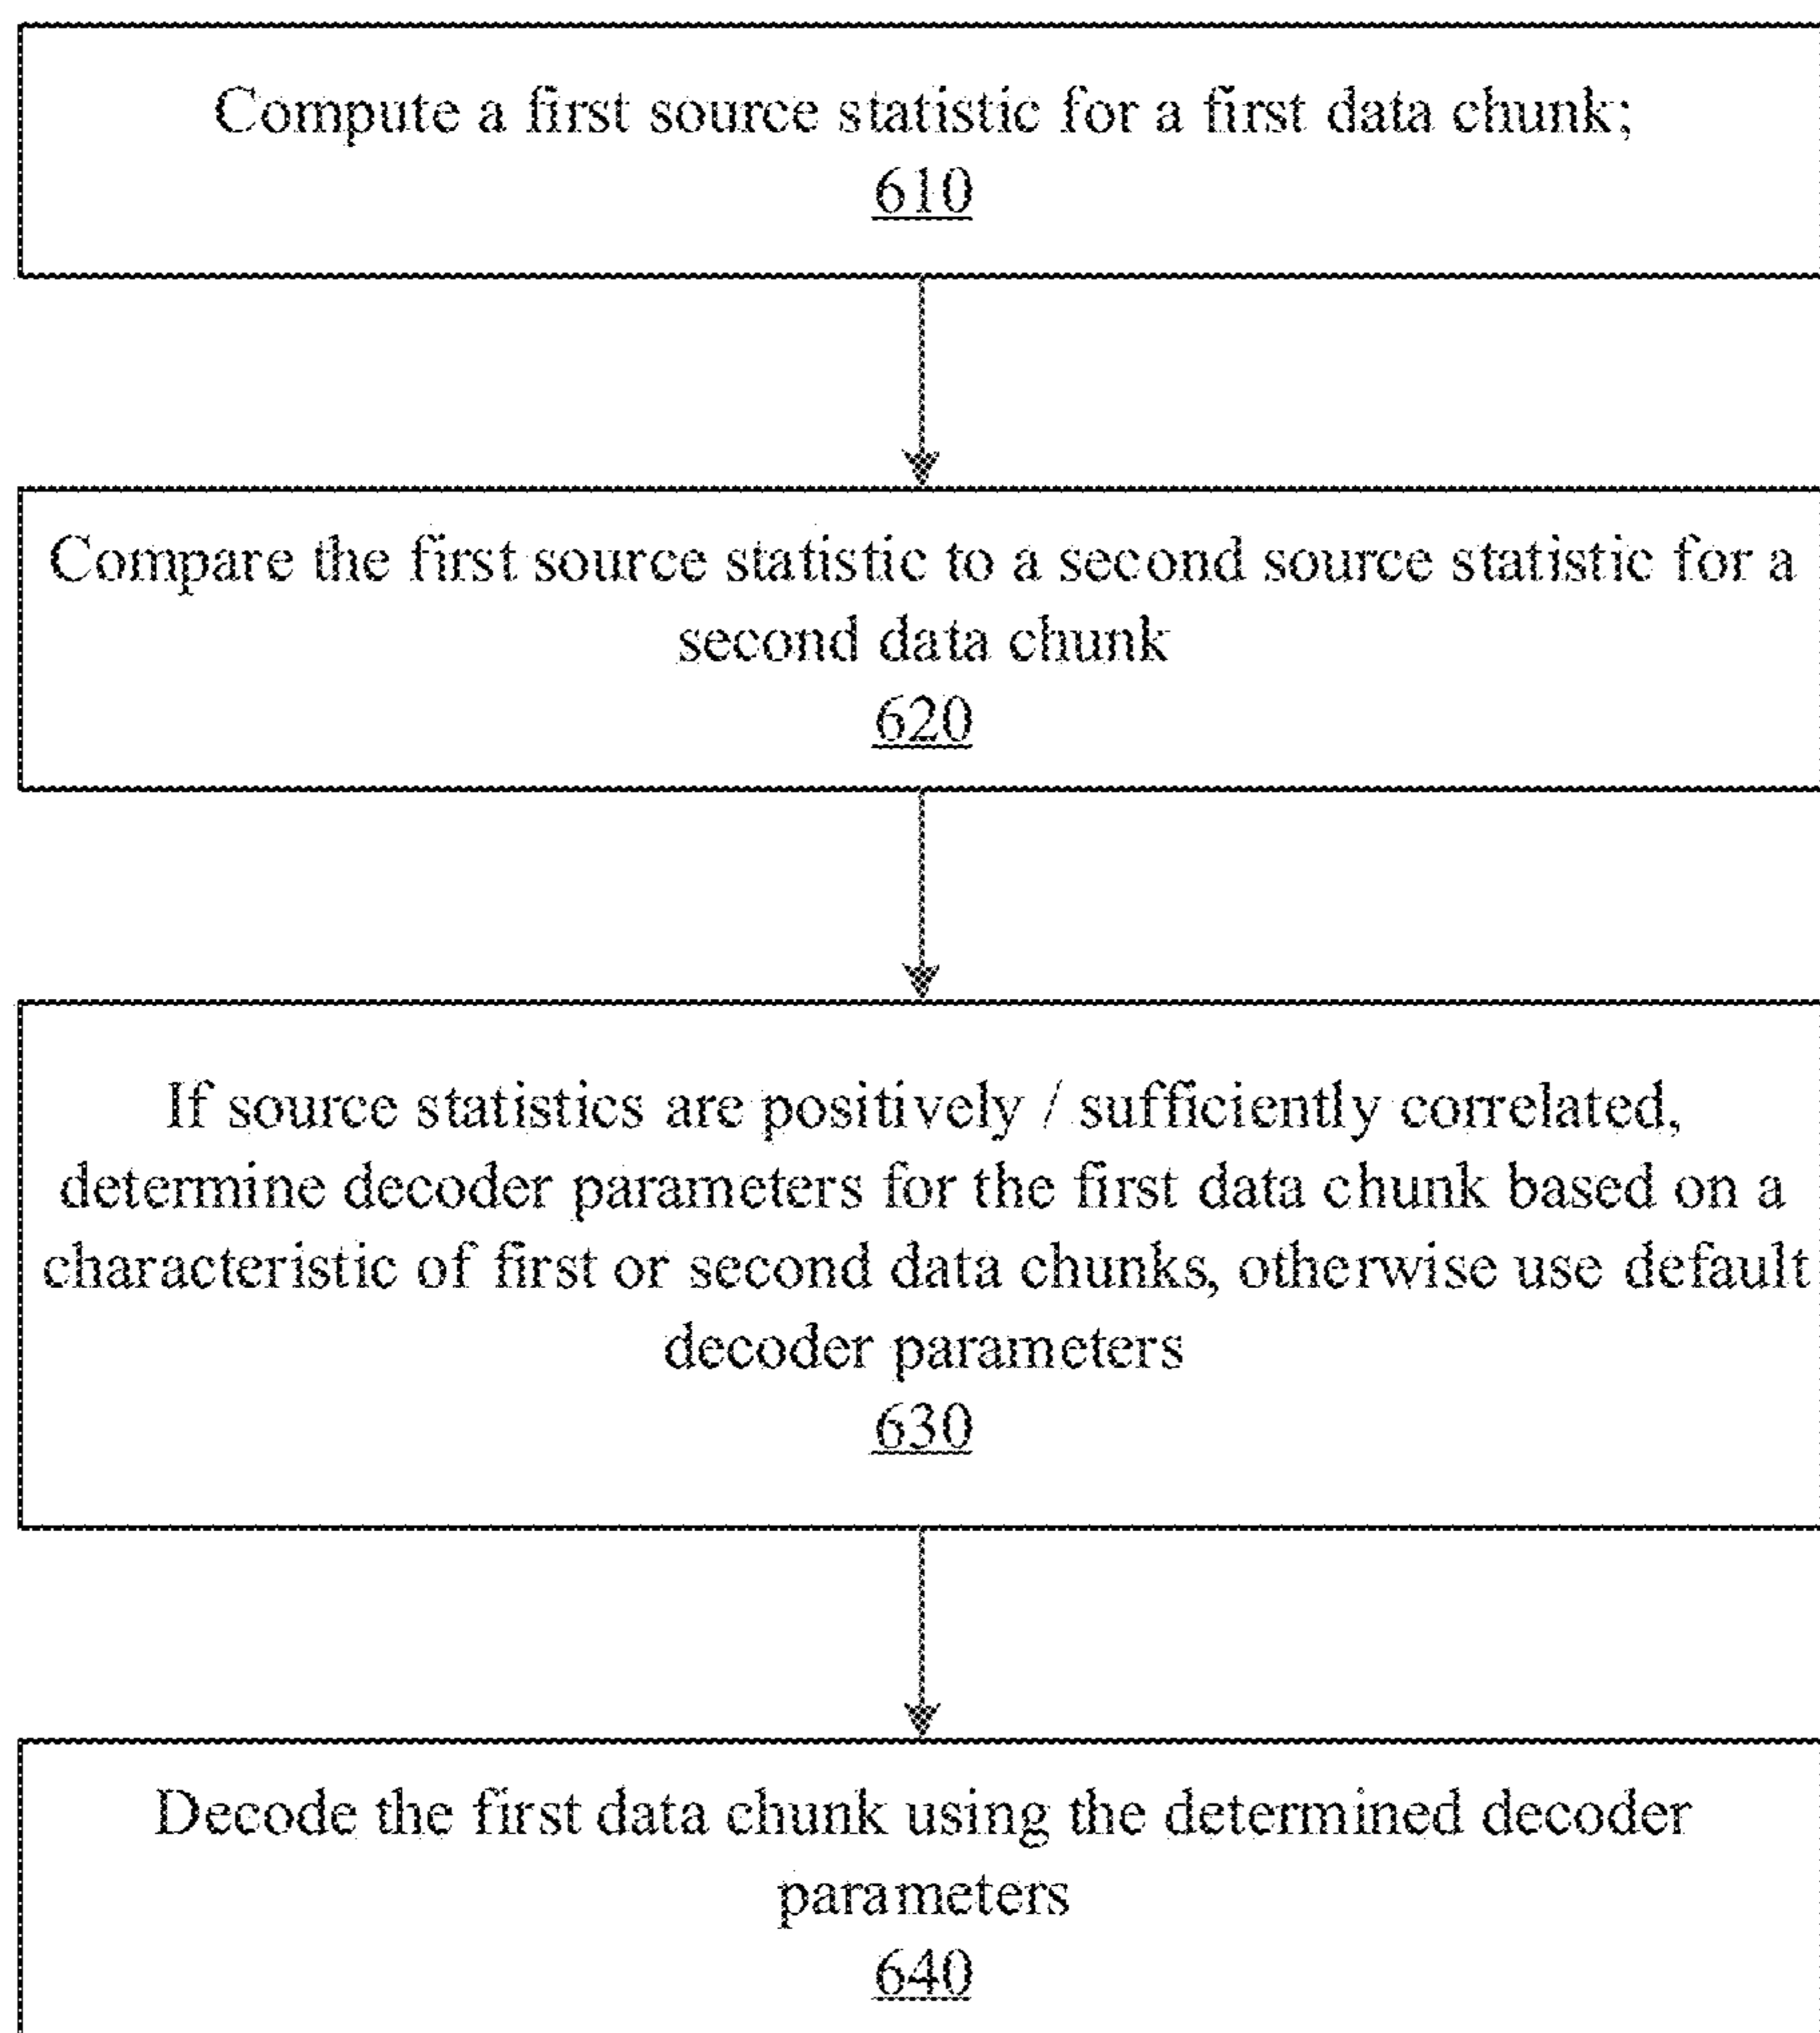 Compute a first source statistic for a first data chunk;
610
Compare the first source statistic to a second source statistic for a
second data chunk
620
If source statistics are positively / sufficiently correlated,
determine decoder parameters for the first data chunk based on a
characteristic of first or second data chunks, otherwise use default
decoder parameters
630
Decode the first data chunk using the determined decoder
parameters
640